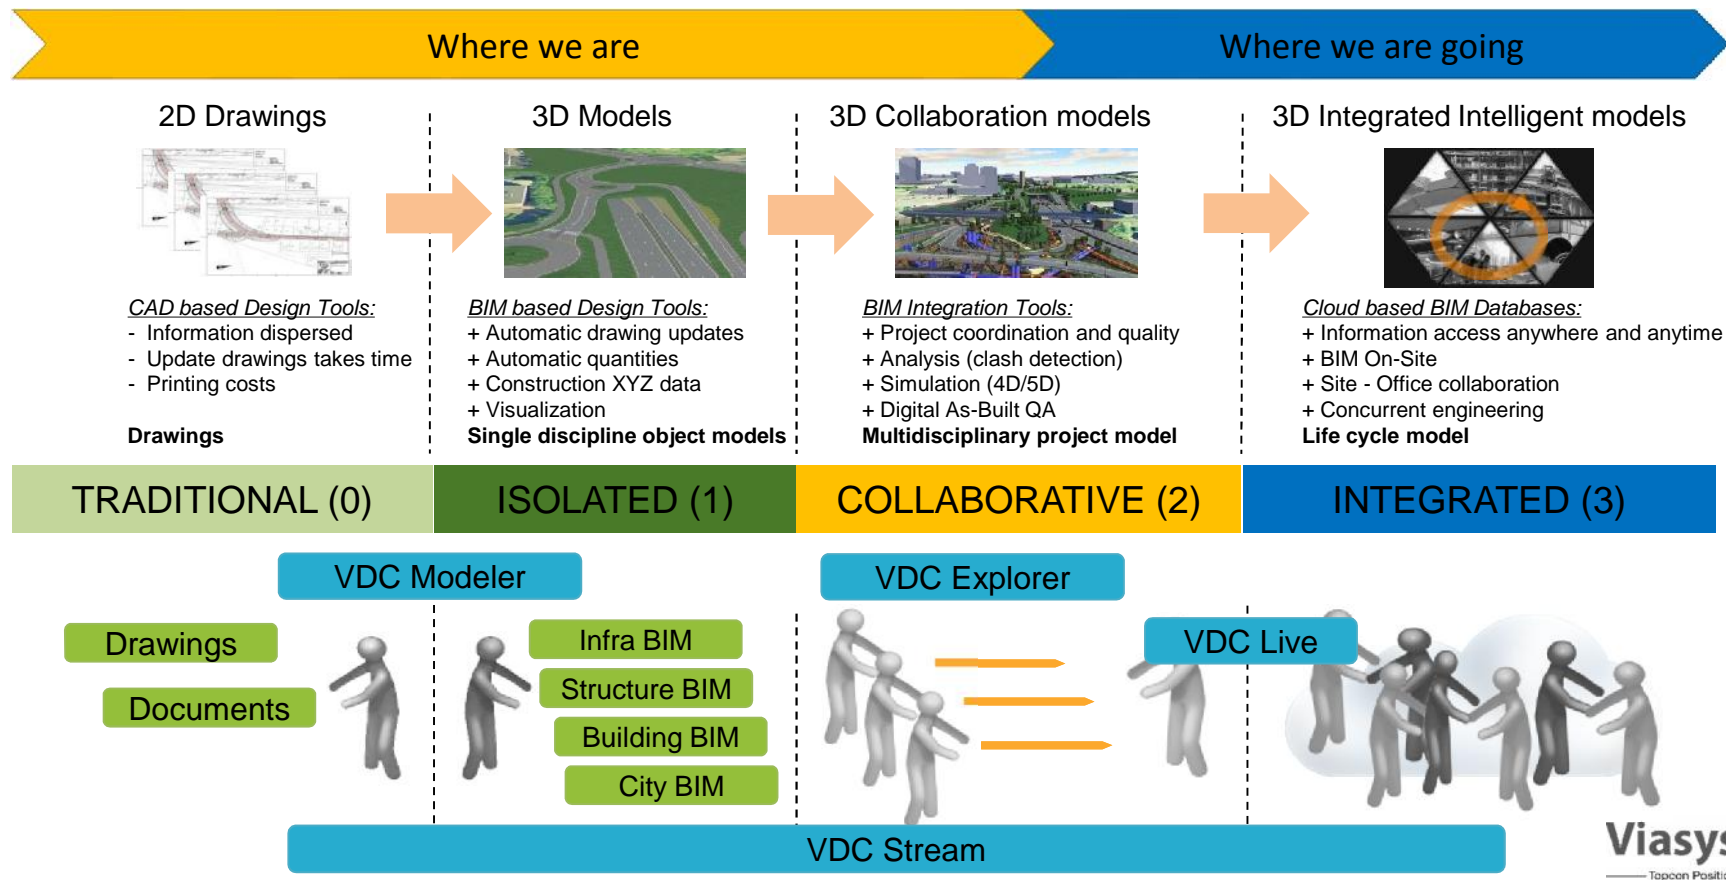 Where we are
Where we are going
2D Drawings
3D Models
3D Collaboration models
3D Integrated Intelligent models
CAD based Design Tools:
- Information dispersed
- Update drawings takes time
- Printing costs
Drawings
BIM based Design Tools:
+ Automatic drawing updates
+ Automatic quantities
+ Construction XYZ data
+ Visualization
Single discipline object models
BIM Integration Tools:
+ Project coordination and quality
+ Analysis (clash detection)
+ Simulation (4D/5D)
+ Digital As-Built QA
Multidisciplinary project model
Cloud based BIM Databases:
+ Information access anywhere and anytime
+ BIM On-Site
+ Site - Office collaboration
+ Concurrent engineering
Life cycle model
TRADITIONAL (0)
ISOLATED (1)
COLLABORATIVE (2)
INTEGRATED (3)
VDC Modeler
VDC Explorer
VDC Live
Drawings
Documents
Infra BIM
Structure BIM
Building BIM
City BIM
VDC Stream
Viasys
Topcon Positio